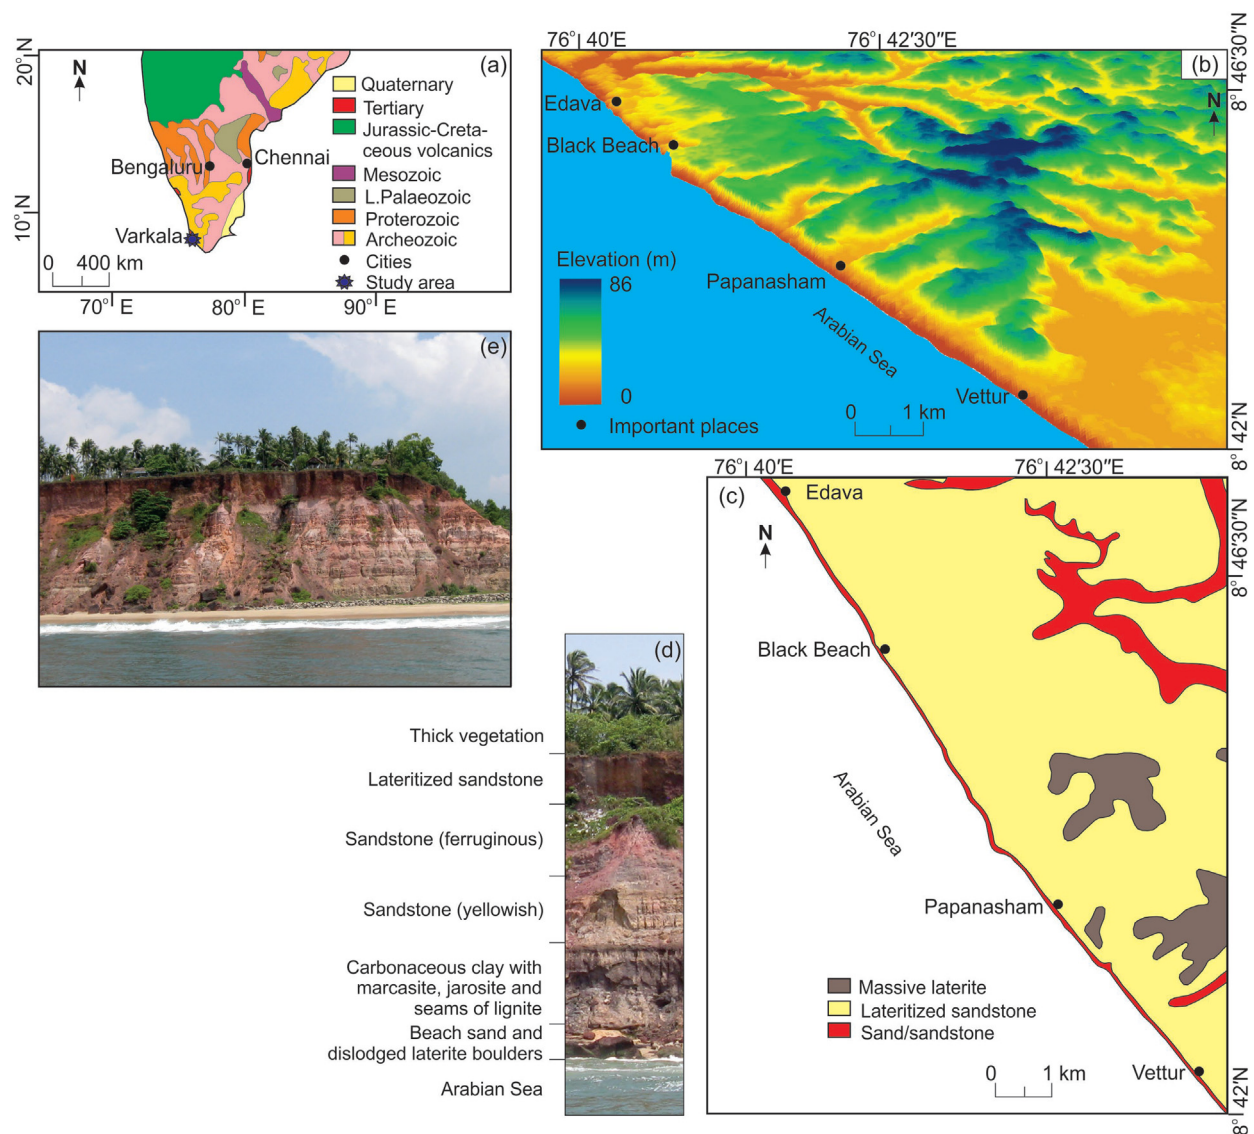 (a)
20° N
10° N
N
Bengaluru
Chennai
Varkala
0 400 km
70° E
80° E
90° E
Quaternary
Tertiary
Jurassic-Creta-
ceous volcanics
Mesozoic
L.Palaeozoic
Proterozoic
Archeozoic
Cities
Study area
(b)
76° 40′E
76° 42′30″E
8° 46′30″N
8° 42′N
N
Edava
Black Beach
Papanasham
Arabian Sea
Vettur
Elevation (m)
86
0
Important places
0 1 km
(e)
(c)
76° 40′E
76° 42′30″E
8° 46′30″N
8° 42′N
N
Edava
Black Beach
Arabian Sea
Papanasham
Vettur
Massive laterite
Lateritized sandstone
Sand/sandstone
0 1 km
(d)
Thick vegetation
Lateritized sandstone
Sandstone (ferruginous)
Sandstone (yellowish)
Carbonaceous clay with
marcasite, jarosite and
seams of lignite
Beach sand and
dislodged laterite boulders
Arabian Sea